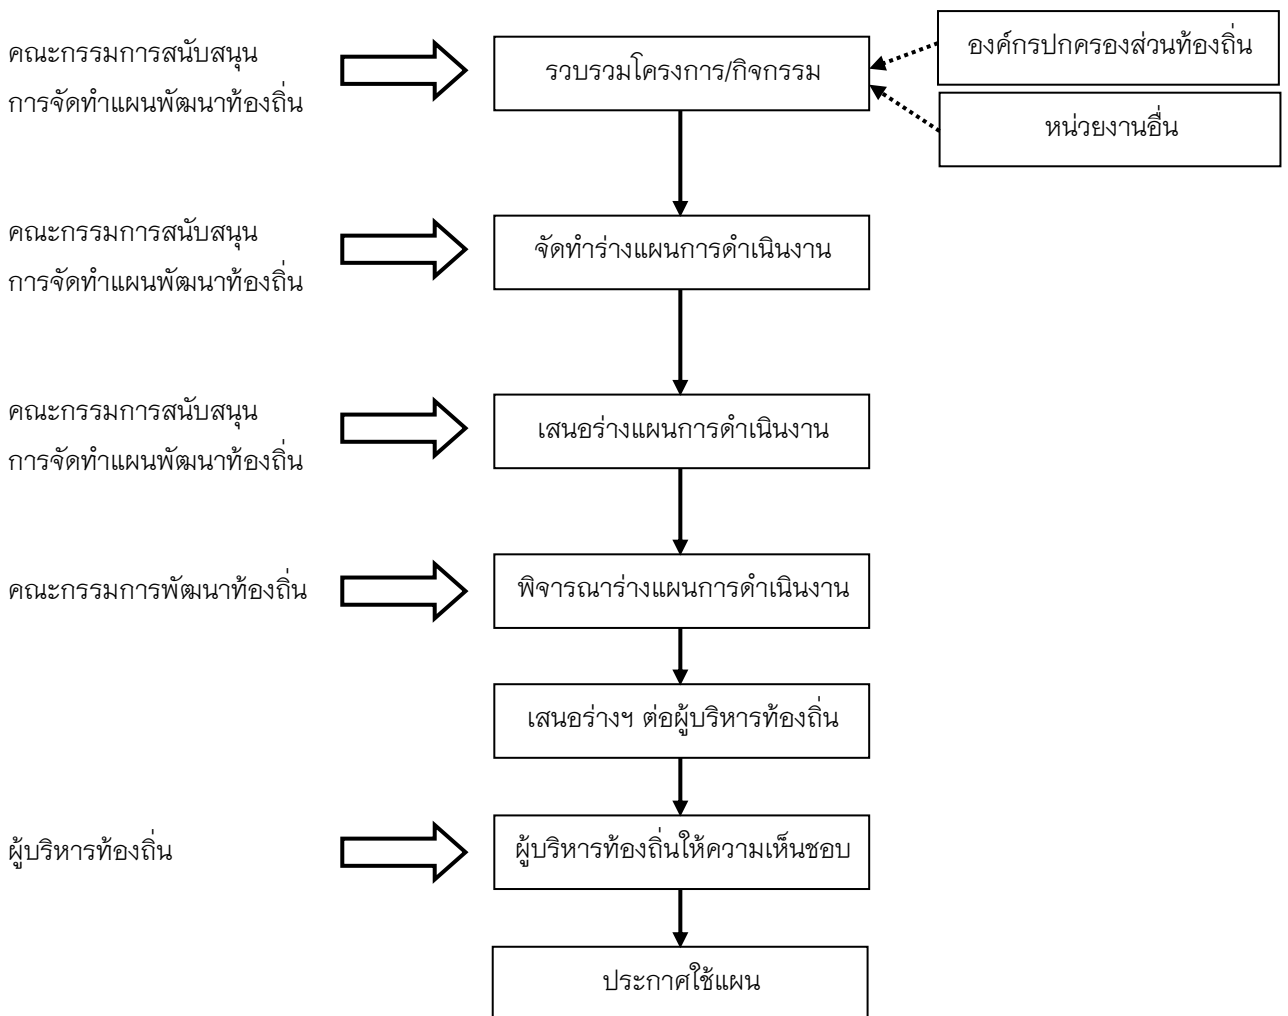 คณะกรรมการสนับสนุน
การจัดทำแผนพัฒนาท้องถิ่น
รวบรวมโครงการ/กิจกรรม
องค์กรปกครองส่วนท้องถิ่น
หน่วยงานอื่น
คณะกรรมการสนับสนุน
การจัดทำแผนพัฒนาท้องถิ่น
จัดทำร่างแผนการดำเนินงาน
คณะกรรมการสนับสนุน
การจัดทำแผนพัฒนาท้องถิ่น
เสนอร่างแผนการดำเนินงาน
คณะกรรมการพัฒนาท้องถิ่น
พิจารณาร่างแผนการดำเนินงาน
เสนอร่างฯ ต่อผู้บริหารท้องถิ่น
ผู้บริหารท้องถิ่น
ผู้บริหารท้องถิ่นให้ความเห็นชอบ
ประกาศใช้แผน